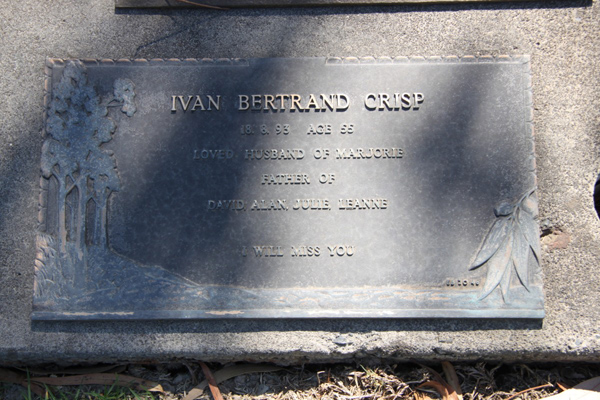 IVAN BERTRAND CRISP
18. 8. 93 AGE 55
LOVED HUSBAND OF MARJORIE
FATHER OF
DAVID, ALAN, JULIE, LEANNE
I WILL MISS YOU